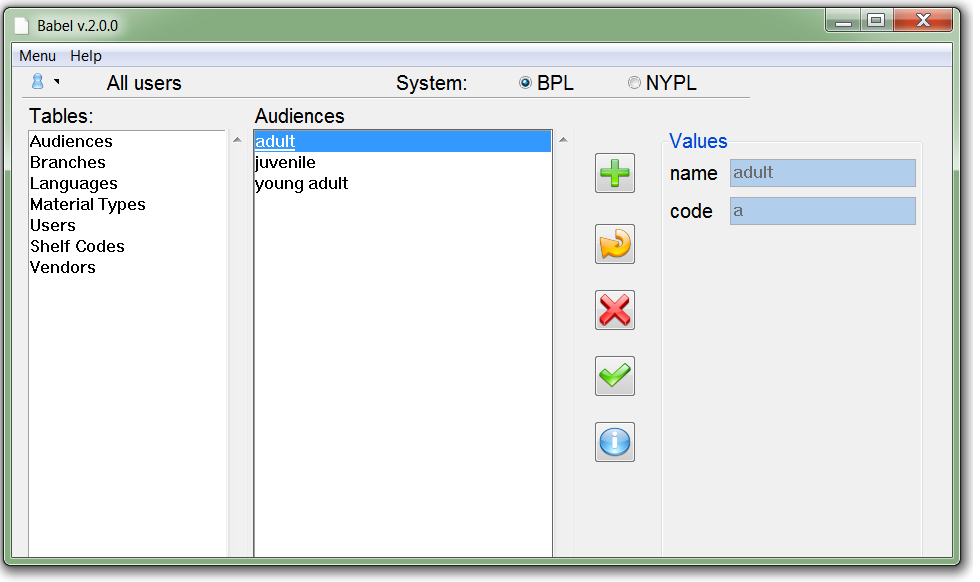 Babel v.2.0.0
Menu Help
All users System: BPL NYPL
Tables:
Audiences
Branches
Languages
Material Types
Users
Shelf Codes
Vendors
Audiences
adult
juvenile
young adult
Values
name adult
code a